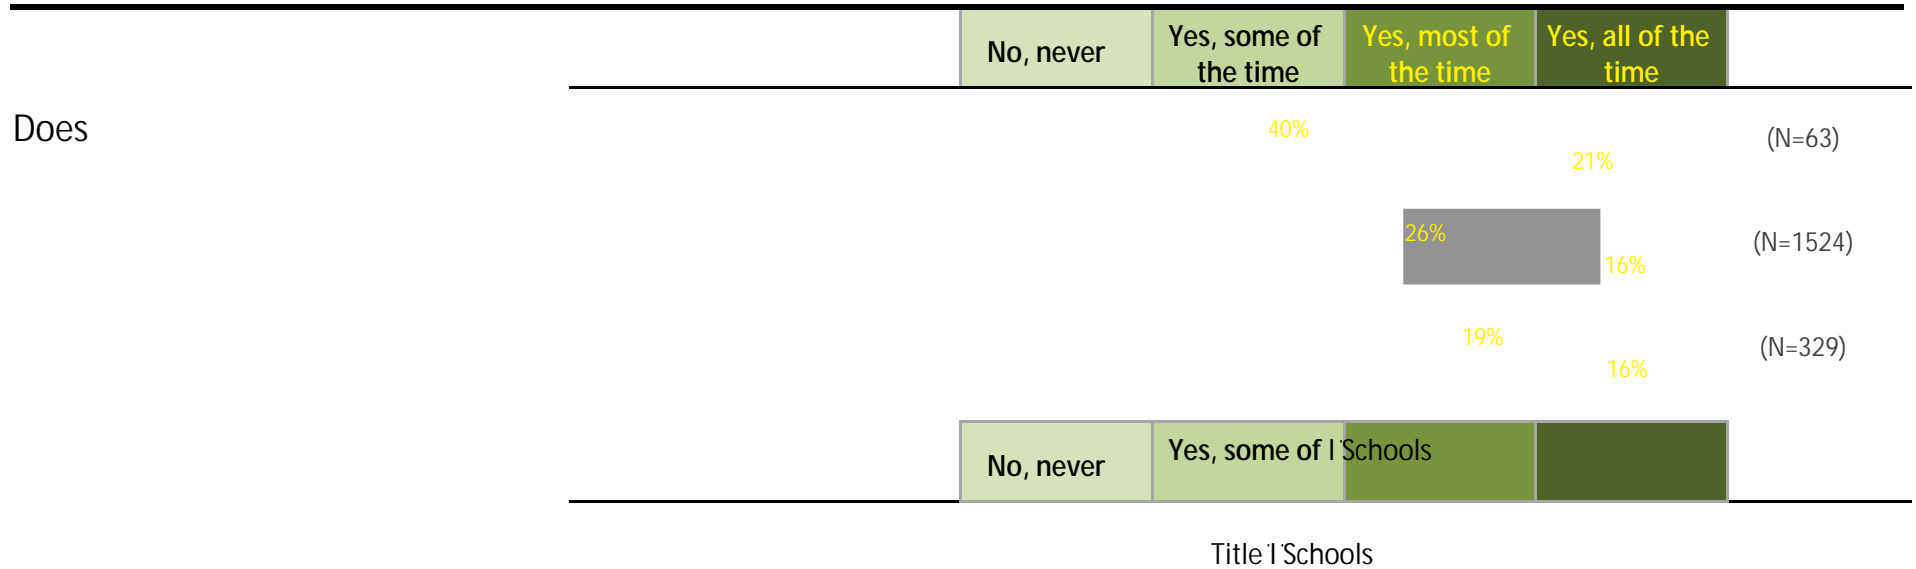 No, never
Yes, some of
the time
Yes, most of
the time
Yes, all of the
time
Does
40%
21%
(N=63)
26%
16%
(N=1524)
19%
16%
(N=329)
No, never
Yes, some of I Schools
Title I Schools